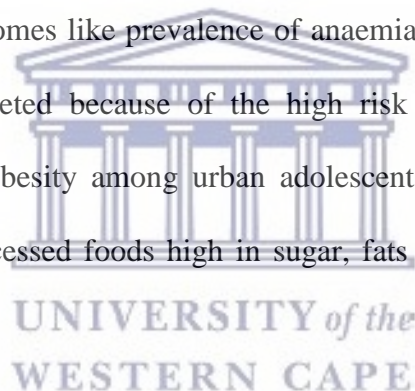 omes like prevalence of anaemia
eted because of the high risk
besity among urban adolescent
cessed foods high in sugar, fats
UNIVERSITY of the
WESTERN CAPE